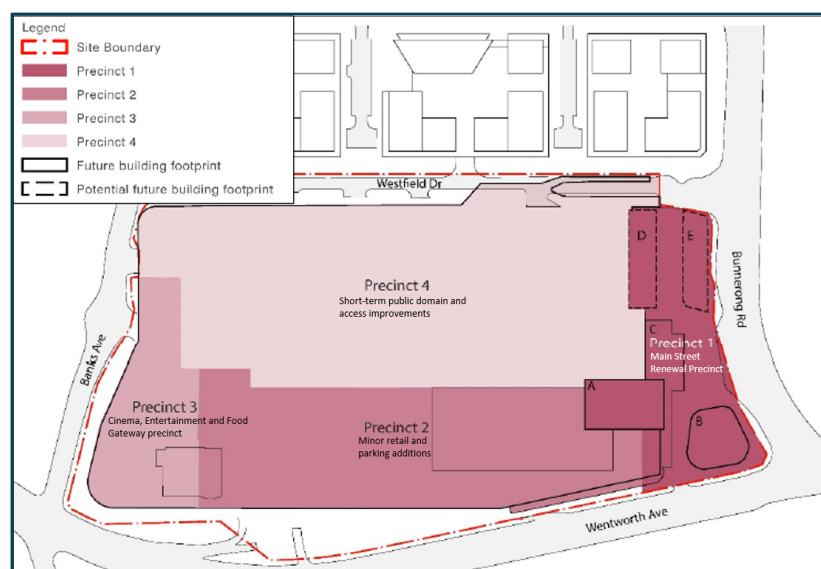 Legend
Site Boundary
Precinct 1
Precinct 2
Precinct 3
Precinct 4
Future building footprint
Potential future building footprint
Westfield Dr
D
E
Bunnerong Rd
Precinct 4
Short-term public domain and
access improvements
C
Precinct 1
Main Street
Renewal Precinct
Banks Ave
A
Precinct 3
Cinema, Entertainment and Food
Gateway precinct
Precinct 2
Minor retail and
parking additions
B
Wentworth Ave